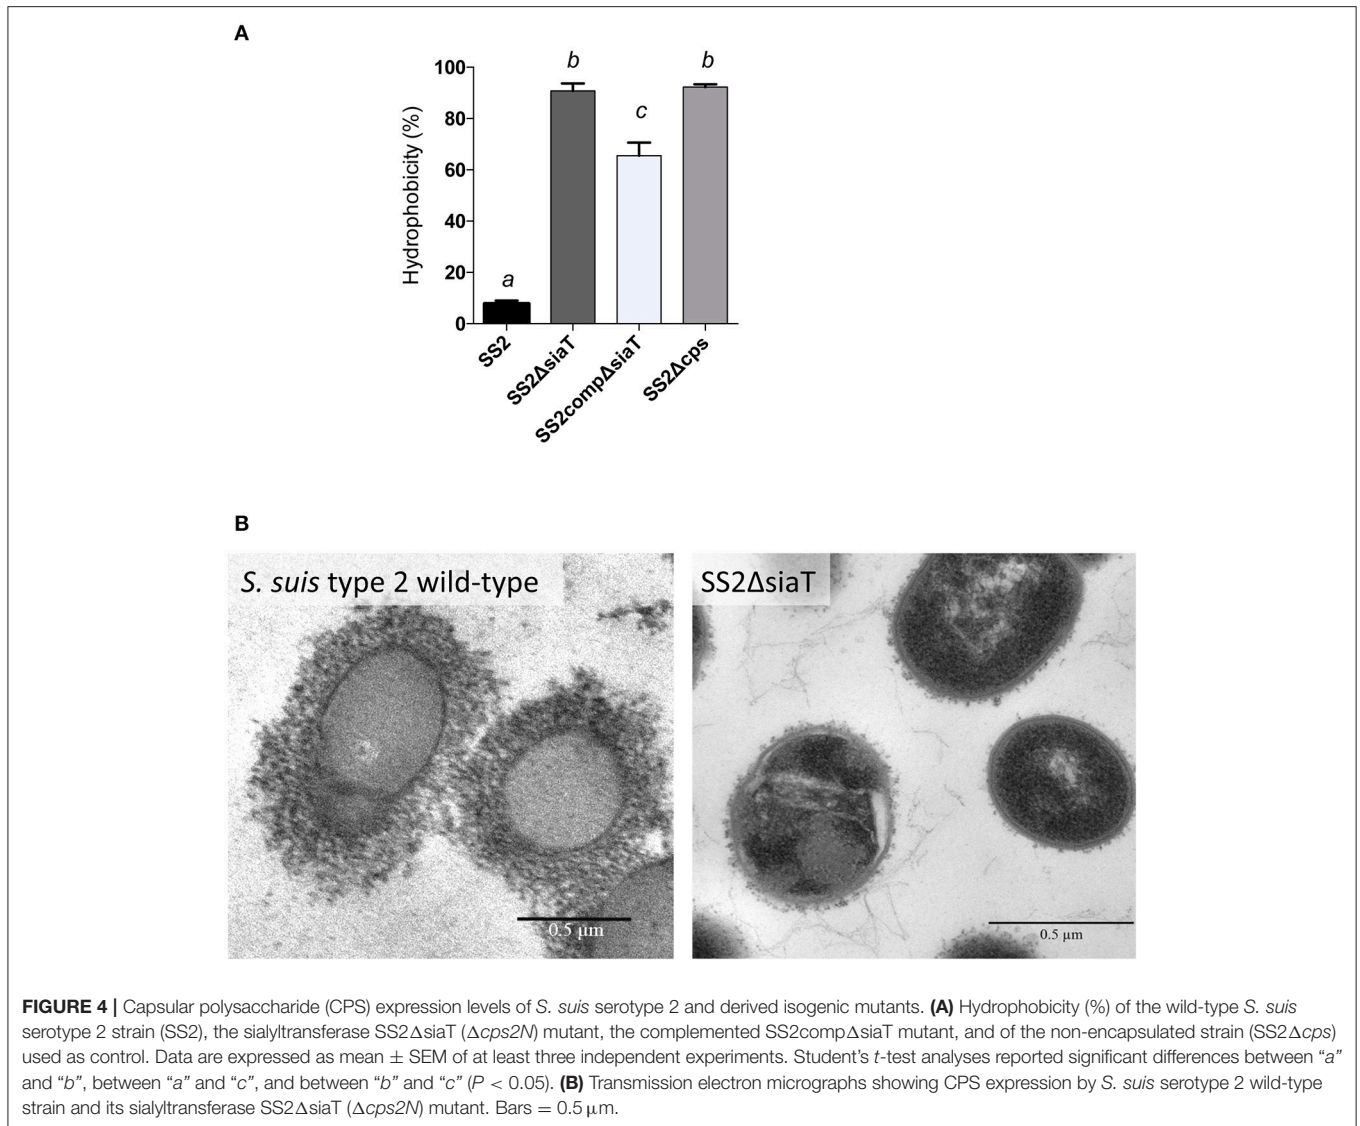 A
100
80
60
40
20
0
Hydrophobicity (%)
a
b
c
b
SS2
SS2ΔsiaT
SS2compΔsiaT
SS2Δcps
B
S. suis type 2 wild-type
0.5 µm
SS2ΔsiaT
0.5 µm
FIGURE 4 | Capsular polysaccharide (CPS) expression levels of S. suis serotype 2 and derived isogenic mutants. (A) Hydrophobicity (%) of the wild-type S. suis
serotype 2 strain (SS2), the sialyltransferase SS2ΔsiaT (Δcps2N) mutant, the complemented SS2compΔsiaT mutant, and of the non-encapsulated strain (SS2Δcps)
used as control. Data are expressed as mean ± SEM of at least three independent experiments. Student's t-test analyses reported significant differences between “a”
and “b”, between “a” and “c”, and between “b” and “c” (P < 0.05). (B) Transmission electron micrographs showing CPS expression by S. suis serotype 2 wild-type
strain and its sialyltransferase SS2ΔsiaT (Δcps2N) mutant. Bars = 0.5 µm.